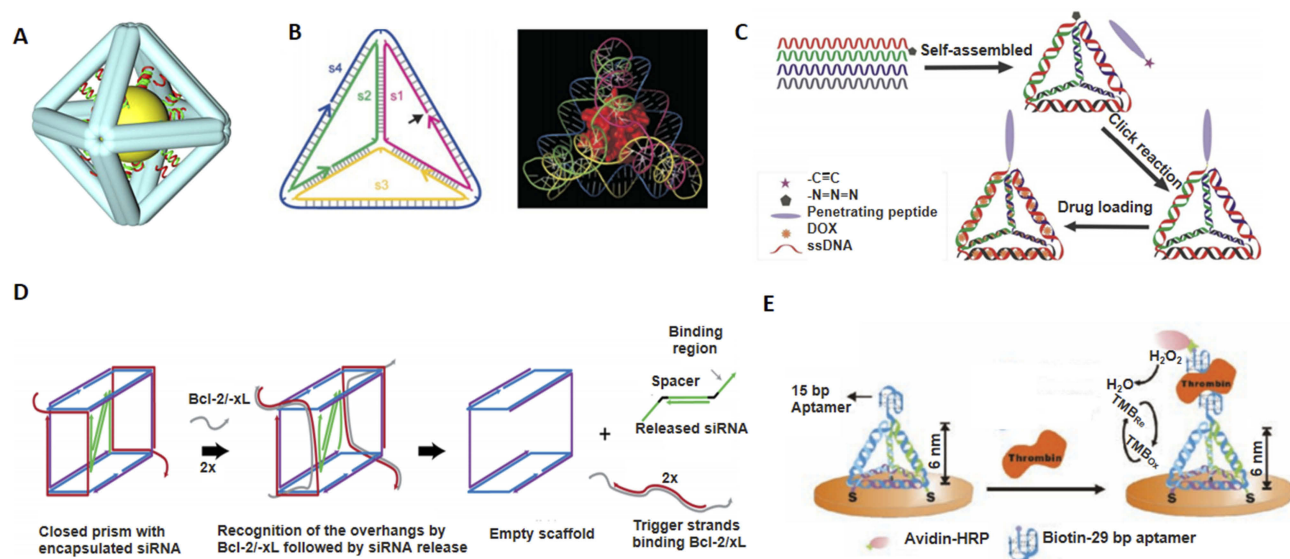 A
B
s4
s2
s1
s3
C
Self-assembled
Click reaction
Drug loading
-C≡C
-N=N=N
Penetrating peptide
DOX
ssDNA
D
Bcl-2/-xL
2x
Binding
region
Spacer
Released siRNA
+
2x
Closed prism with
encapsulated siRNA
Recognition of the overhangs by
Bcl-2/-xL followed by siRNA release
Empty scaffold
Trigger strands
binding Bcl-2/xL
E
15 bp
Aptamer
6 nm
S
S
Thrombin
H₂O₂
H₂O
TMB_Re
TMB_Ox
Thrombin
6 nm
S
S
Avidin-HRP
Biotin-29 bp aptamer